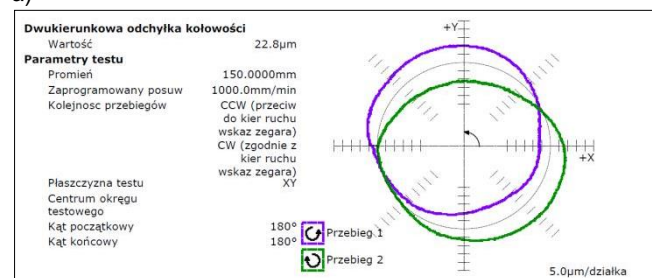 a)
Dwukierunkowa odchyłka kołowości
Wartość 22.8µm
Parametry testu
Promień 150.0000mm
Zaprogramowany posuw 1000.0mm/min
Kolejnosc przebiegów CCW (przeciw
do kier ruchu
wskaz zegara)
CW (zgodnie z
kier ruchu
wskaz zegara)
Płaszczyzna testu XY
Centrum okręgu
testowego
Kąt początkowy 180°
Kąt końcowy 180°
Przebieg 1
Przebieg 2
+Y
+X
5.0µm/działka